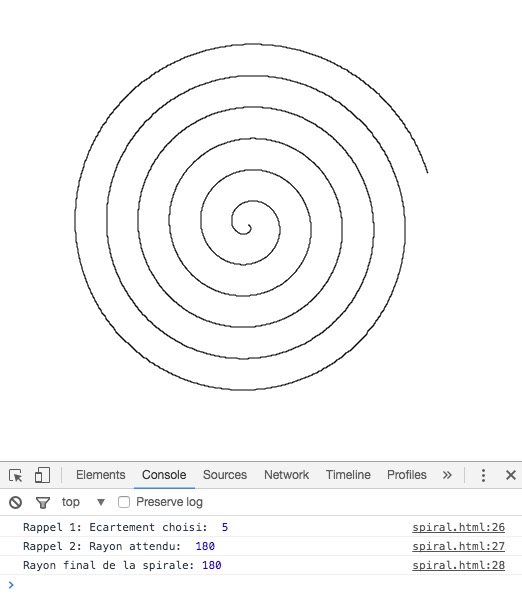 Elements Console Sources Network Timeline Profiles
top Preserve log
Rappel 1: Ecartement choisi: 5 spiral.html:26
Rappel 2: Rayon attendu: 180 spiral.html:27
Rayon final de la spirale: 180 spiral.html:28